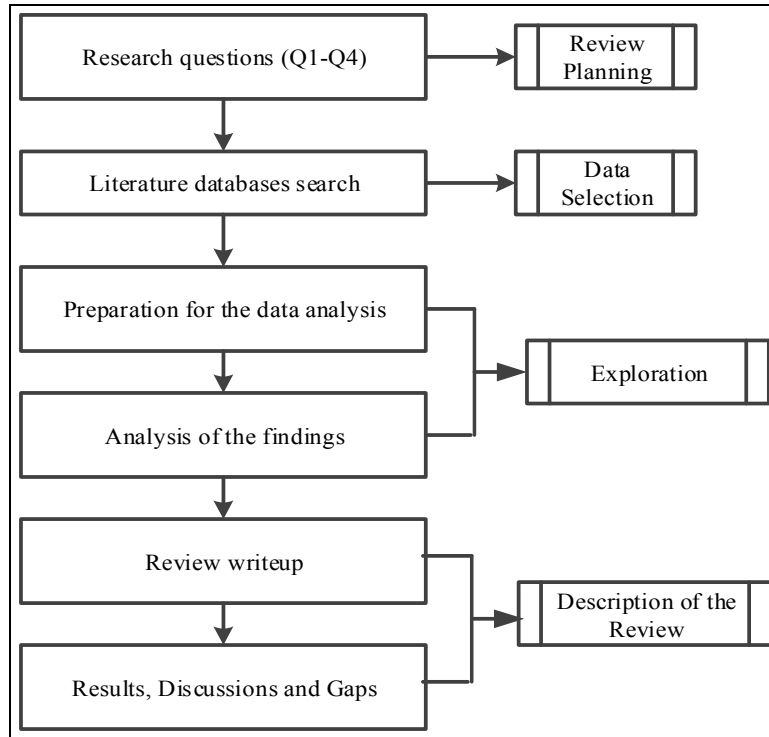 Research questions (Q1-Q4)
Review
Planning
Literature databases search
Data
Selection
Preparation for the data analysis
Exploration
Analysis of the findings
Review writeup
Description of the
Review
Results, Discussions and Gaps